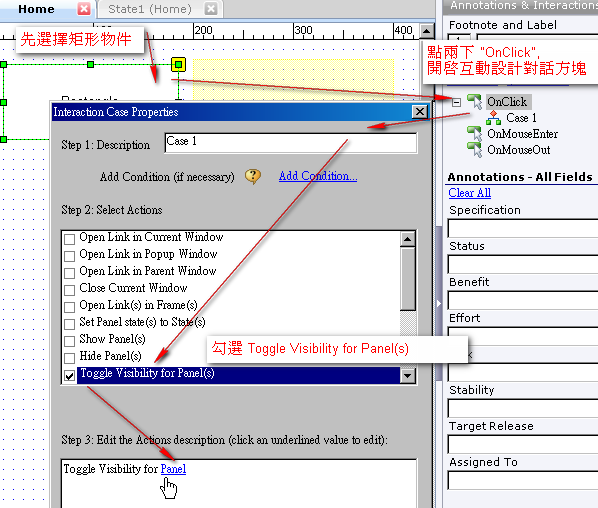 Home
State1 (Home)
Annotations & Interactions
200
300
400
先選擇矩形物件
Footnote and Label
點兩下 "OnClick",
開啓互動設計對話方塊
OnClick
Case 1
OnMouseEnter
OnMouseOut
Interaction Case Properties
Step 1: Description
Case 1
Add Condition (if necessary)
Add Condition...
Step 2: Select Actions
Open Link in Current Window
Open Link in Popup Window
Open Link in Parent Window
Close Current Window
Open Link(s) in Frame(s)
Set Panel state(s) to State(s)
Show Panel(s)
Hide Panel(s)
Toggle Visibility for Panel(s)
勾選 Toggle Visibility for Panel(s)
Step 3: Edit the Actions description (click an underlined value to edit):
Toggle Visibility for Panel
Annotations - All Fields
Clear All
Specification
Status
Benefit
Effort
Stability
Target Release
Assigned To